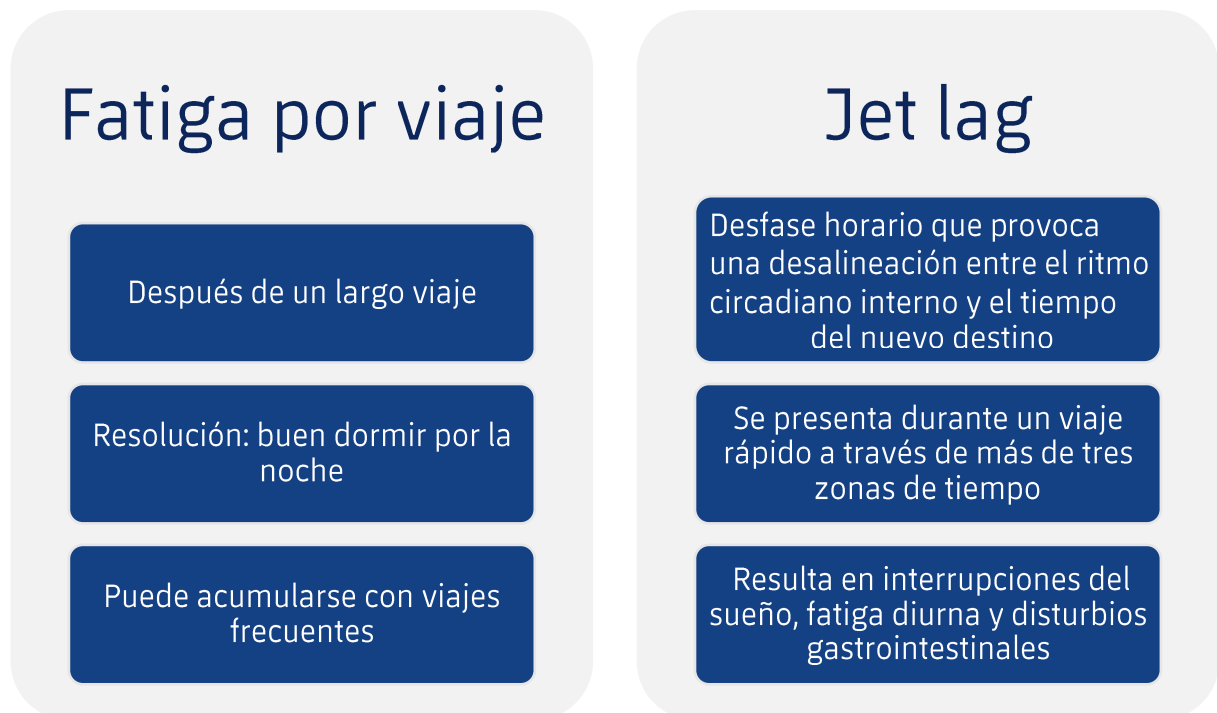 Fatiga por viaje
Después de un largo viaje
Resolución: buen dormir por la
noche
Puede acumularse con viajes
frecuentes
Jet lag
Desfase horario que provoca
una desalineación entre el ritmo
circadiano interno y el tiempo
del nuevo destino
Se presenta durante un viaje
rápido a través de más de tres
zonas de tiempo
Resulta en interrupciones del
sueño, fatiga diurna y disturbios
gastrointestinales